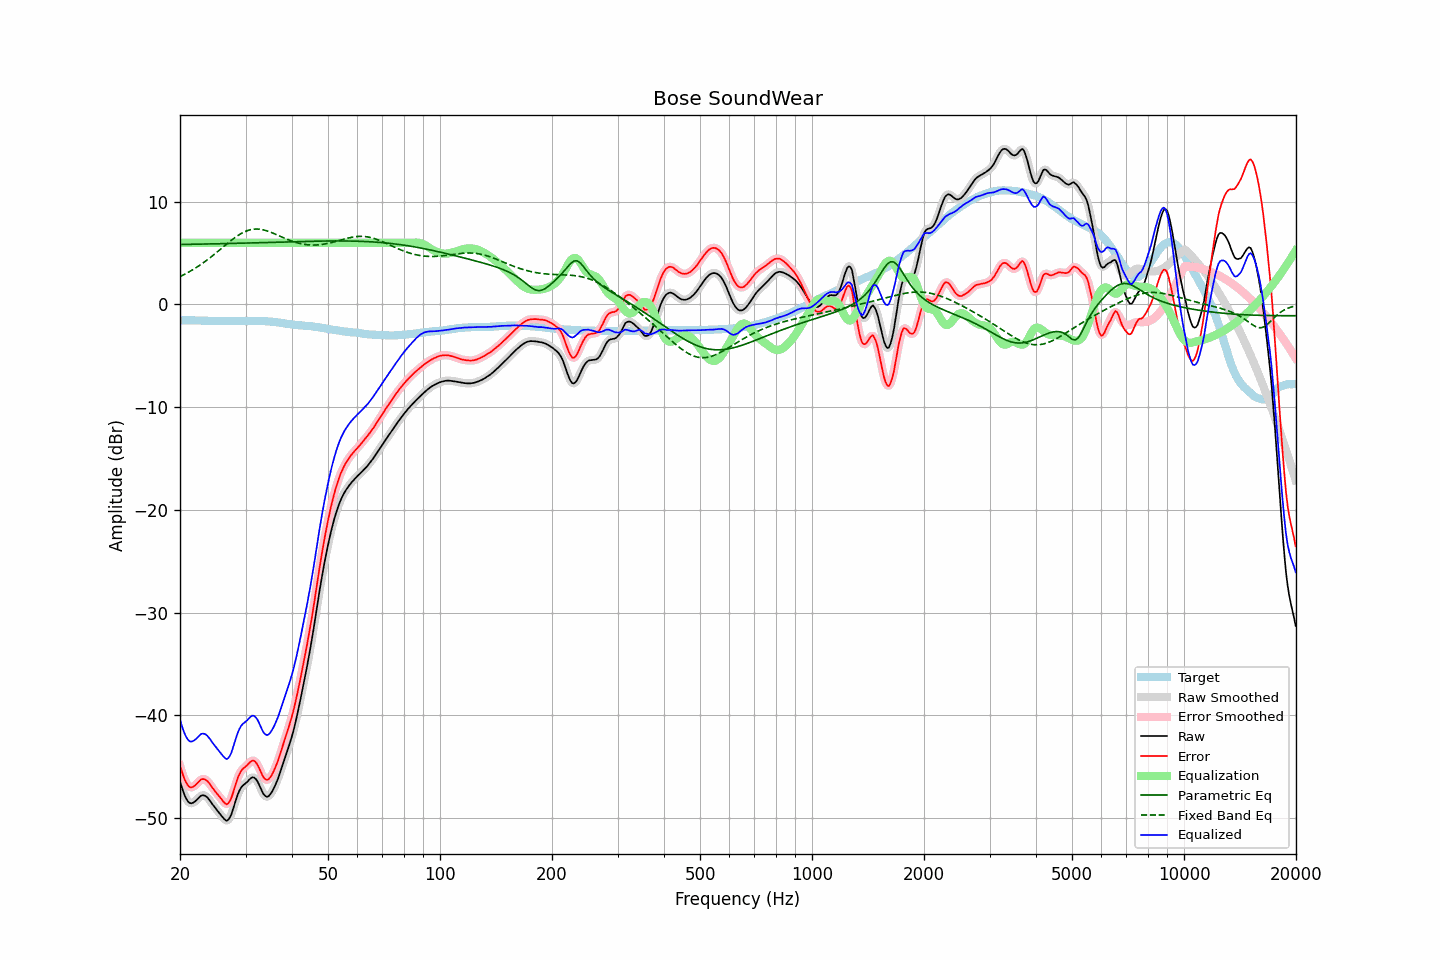 Bose SoundWear
Amplitude (dBr)
10
0
−10
−20
−30
−40
−50
20 50 100 200 500 1000 2000 5000 10000 20000
Frequency (Hz)
Target
Raw Smoothed
Error Smoothed
Raw
Error
Equalization
Parametric Eq
Fixed Band Eq
Equalized